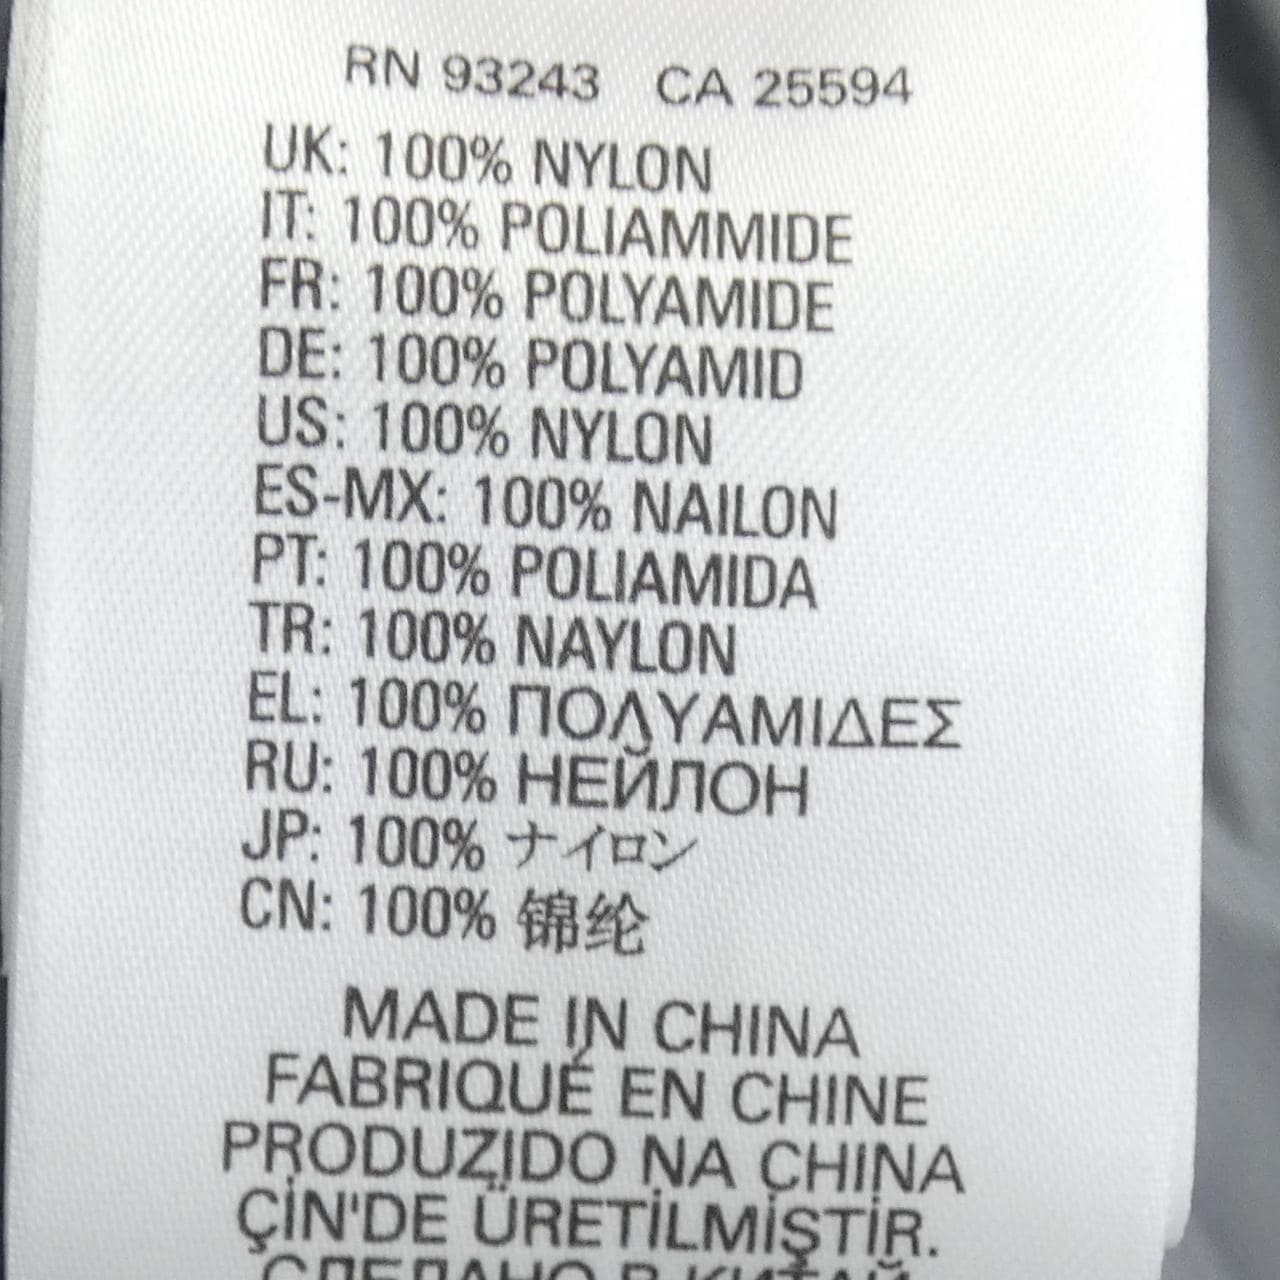 RN 93243 CA 25594
UK: 100% NYLON
IT: 100% POLIAMMIDE
FR: 100% POLYAMIDE
DE: 100% POLYAMID
US: 100% NYLON
ES-MX: 100% NAILON
PT: 100% POLIAMIDA
TR: 100% NAYLON
EL: 100% ΠΟΛΥΑΜΙΔΕΣ
RU: 100% НЕЙЛОН
JP: 100% ナイロン
CN: 100% 锦纶
MADE IN CHINA
FABRIQUÉ EN CHINE
PRODUZIDO NA CHINA
ÇİN'DE ÜRETİLMİŞTİR.
СДЕЛАНО В КИТАЙ